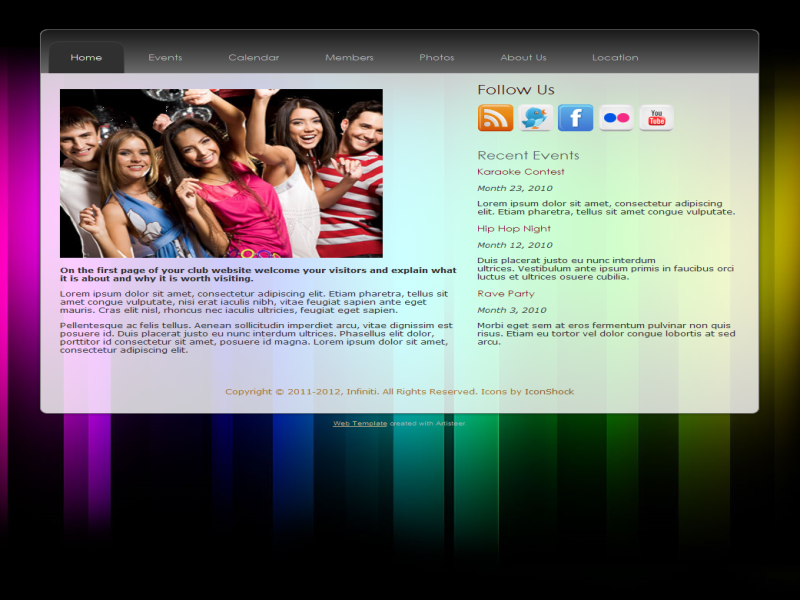 Home Events Calendar Members Photos About Us Location
On the first page of your club website welcome your visitors and explain what
it is about and why it is worth visiting.
Lorem ipsum dolor sit amet, consectetur adipiscing elit. Etiam pharetra, tellus sit
amet congue vulputate, nisi erat iaculis nibh, vitae feugiat sapien ante eget
mauris. Cras elit nisl, rhoncus nec iaculis ultricies, feugiat eget sapien.
Pellentesque ac felis tellus. Aenean sollicitudin imperdiet arcu, vitae dignissim est
posuere id. Duis placerat justo eu nunc interdum ultrices. Phasellus elit dolor,
porttitor id consectetur sit amet, posuere id magna. Lorem ipsum dolor sit amet,
consectetur adipiscing elit.
Follow Us
f
You
Tube
Recent Events
Karaoke Contest
Month 23, 2010
Lorem ipsum dolor sit amet, consectetur adipiscing
elit. Etiam pharetra, tellus sit amet congue vulputate.
Hip Hop Night
Month 12, 2010
Duis placerat justo eu nunc interdum
ultrices. Vestibulum ante ipsum primis in faucibus orci
luctus et ultrices osuere cubilia.
Rave Party
Month 3, 2010
Morbi eget sem at eros fermentum pulvinar non quis
risus. Etiam eu tortor vel dolor congue lobortis at sed
arcu.
Copyright © 2011-2012, Infiniti. All Rights Reserved. Icons by IconShock
Web Template created with Artisteer.